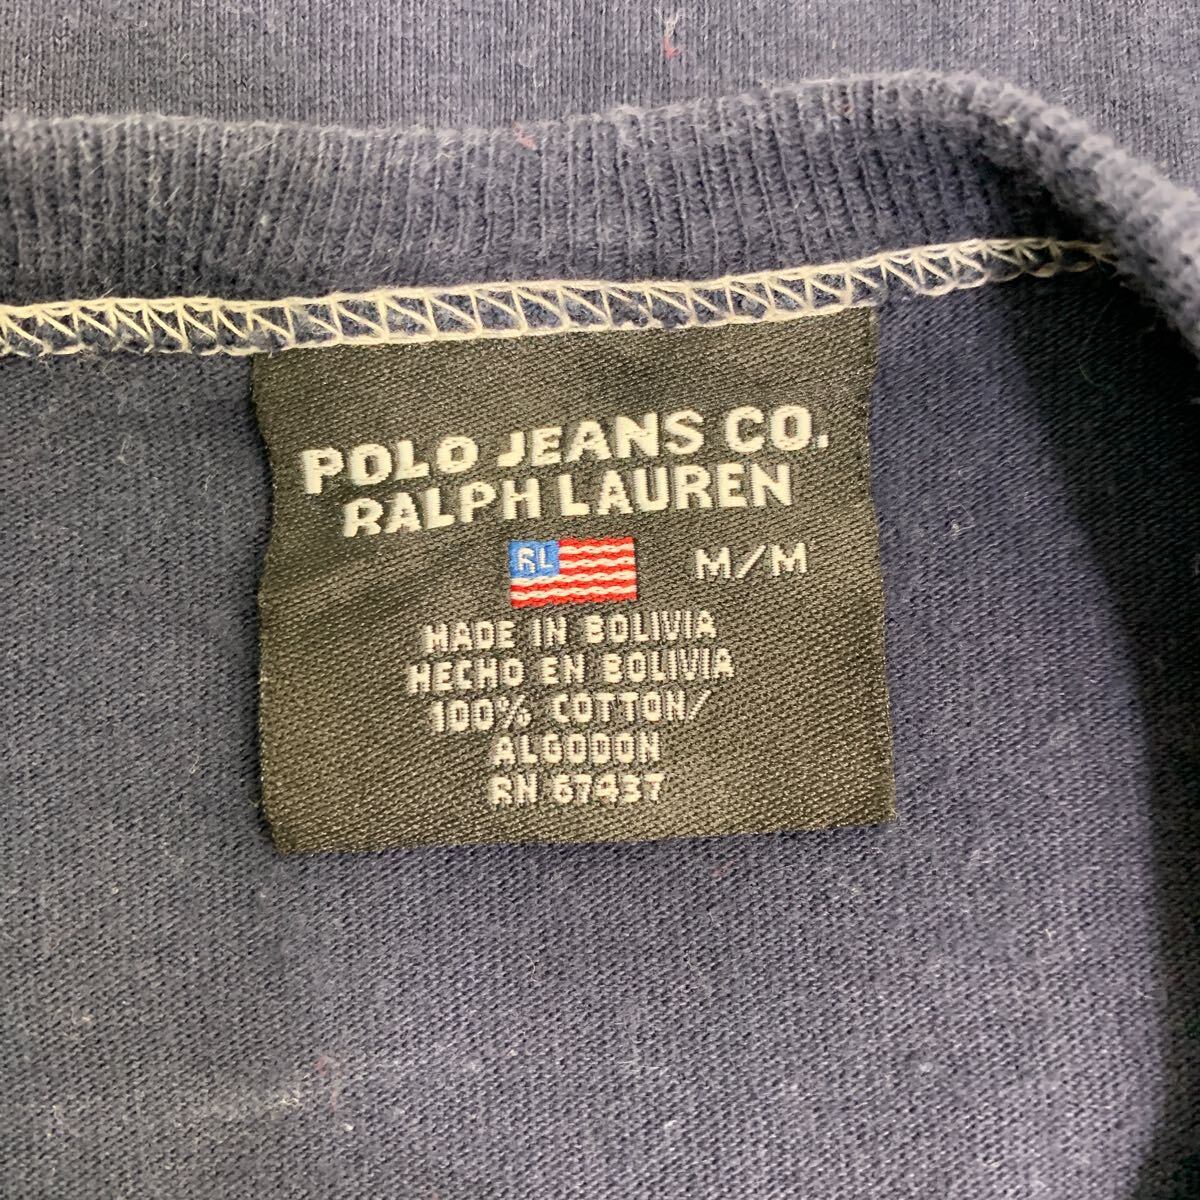 POLO JEANS CO.
RALPH LAUREN
RL M/M
MADE IN BOLIVIA
HECHO EN BOLIVIA
100% COTTON/
ALGODON
RN 67437